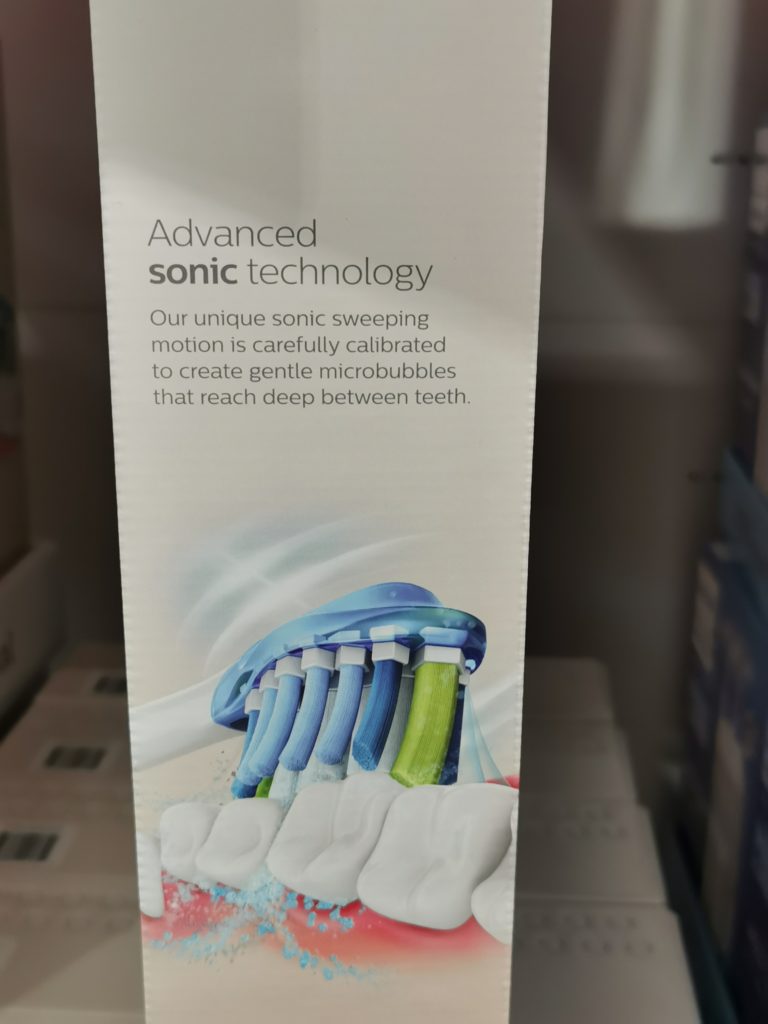 Advanced
sonic technology
Our unique sonic sweeping
motion is carefully calibrated
to create gentle microbubbles
that reach deep between teeth.